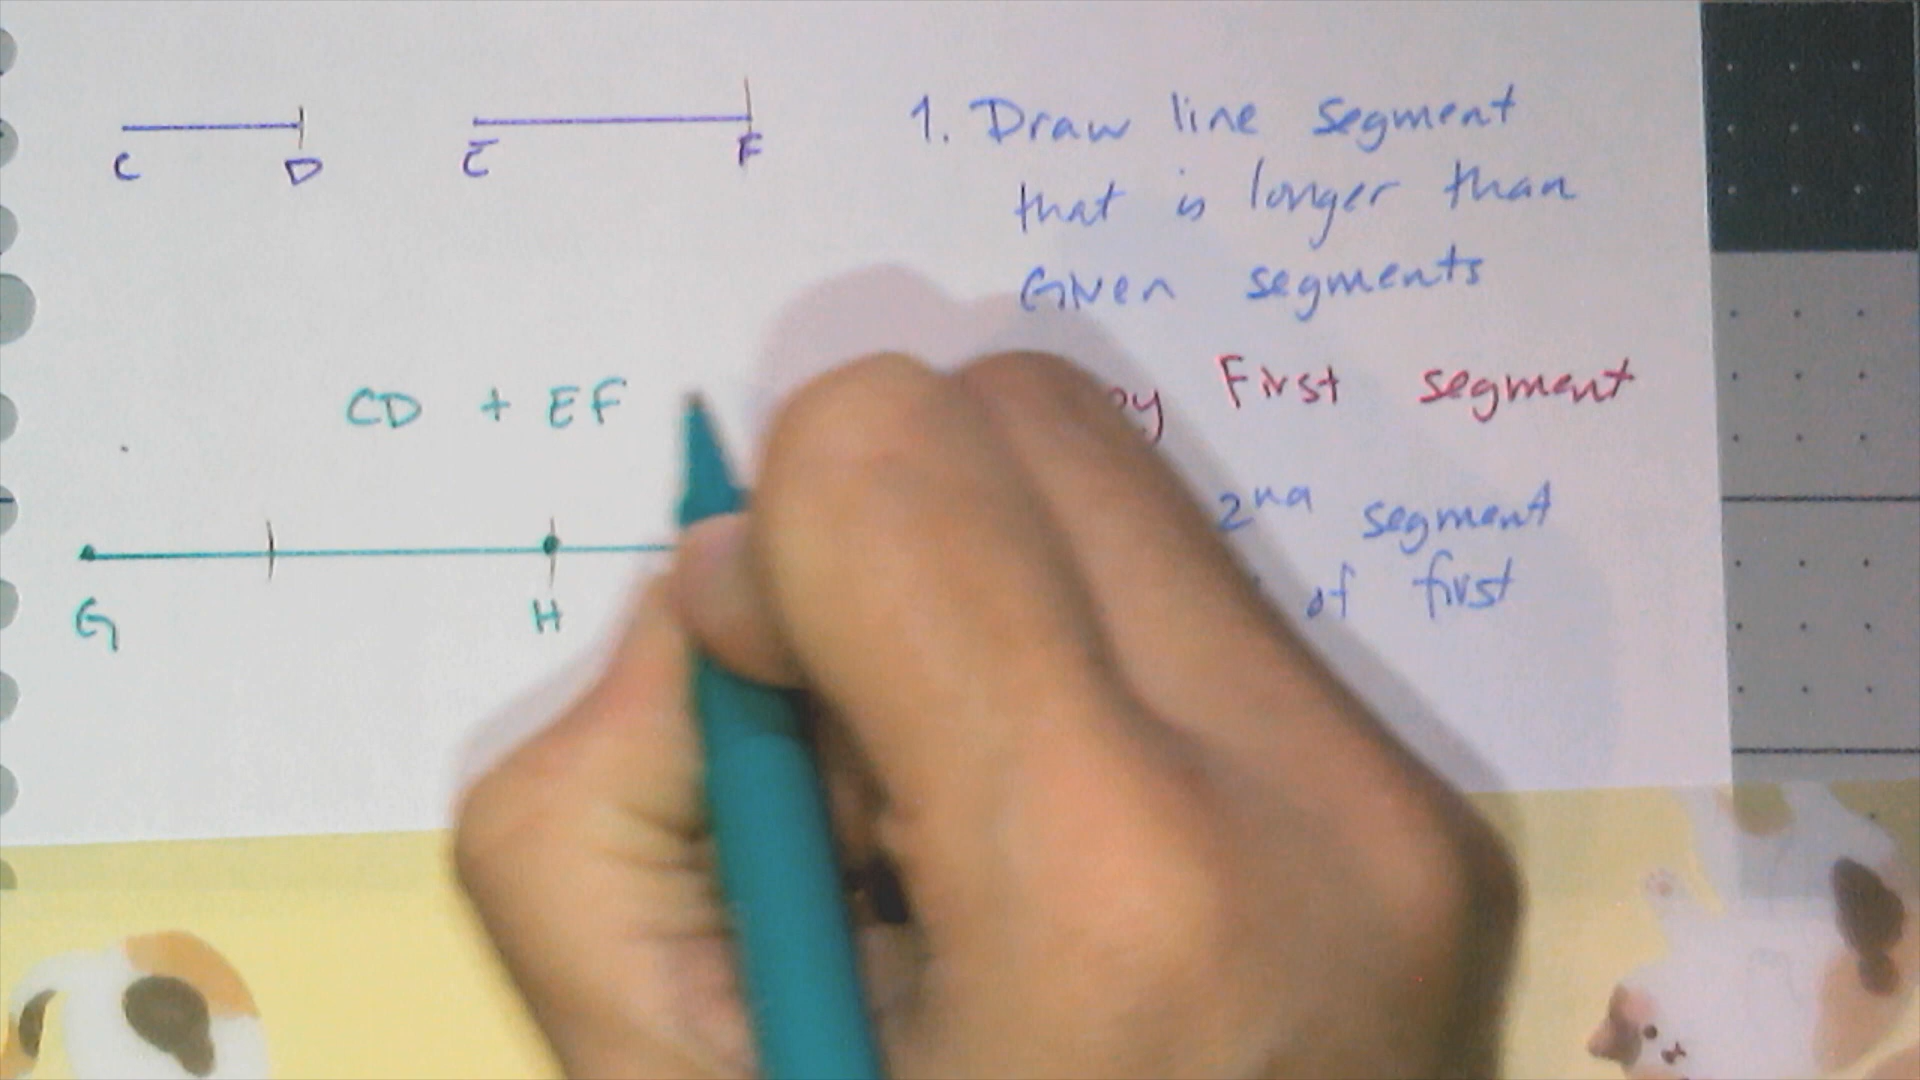 C D E F
1. Draw line segment
that is longer than
Given segments
First segment
CD + EF
2nd segment
of first
G H